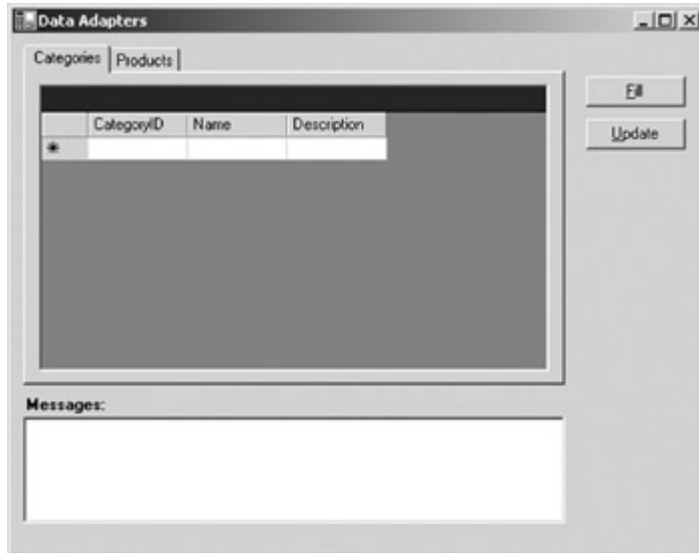 Data Adapters
Categories Products
Fill
CategoryID Name Description
Update
Messages: